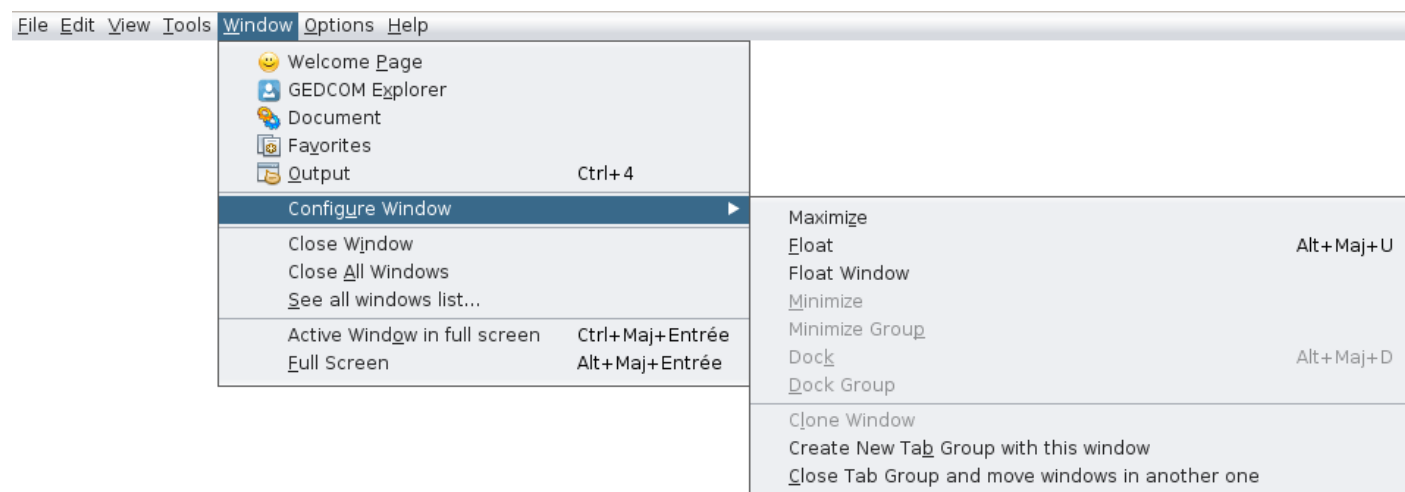 File Edit View Tools Window Options Help
Welcome Page
GEDCOM Explorer
Document
Favorites
Output Ctrl+4
Configure Window
Close Window
Close All Windows
See all windows list...
Active Window in full screen Ctrl+Maj+Entrée
Full Screen Alt+Maj+Entrée
Maximize
Float Alt+Maj+U
Float Window
Minimize
Minimize Group
Dock Alt+Maj+D
Dock Group
Clone Window
Create New Tab Group with this window
Close Tab Group and move windows in another one